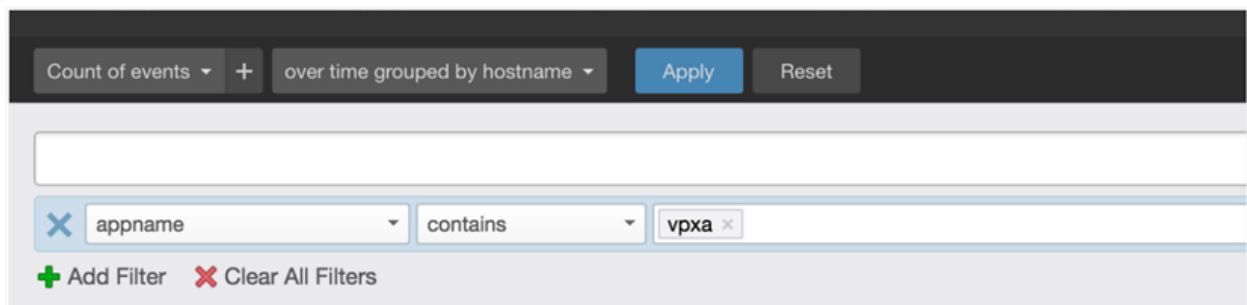 Count of events + over time grouped by hostname Apply Reset
appname contains vpxa ×
Add Filter Clear All Filters